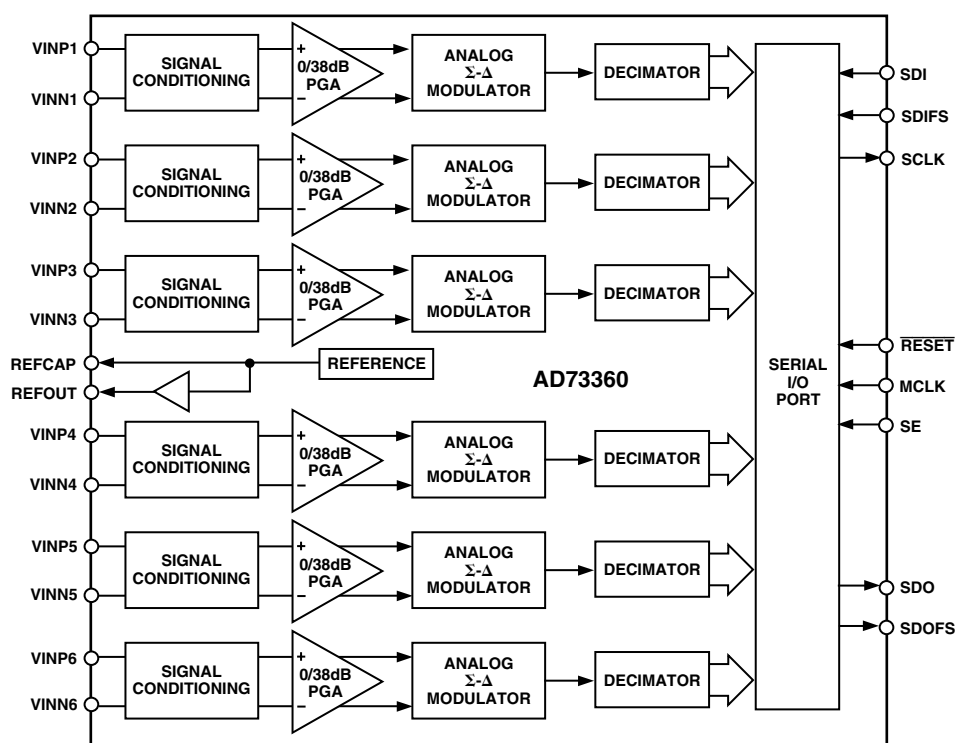 VINP1
VINN1
SIGNAL
CONDITIONING
+
−
0/38dB
PGA
ANALOG
Σ-Δ
MODULATOR
DECIMATOR
VINP2
VINN2
SIGNAL
CONDITIONING
+
−
0/38dB
PGA
ANALOG
Σ-Δ
MODULATOR
DECIMATOR
VINP3
VINN3
SIGNAL
CONDITIONING
+
−
0/38dB
PGA
ANALOG
Σ-Δ
MODULATOR
DECIMATOR
REFCAP
REFOUT
REFERENCE
AD73360
VINP4
VINN4
SIGNAL
CONDITIONING
+
−
0/38dB
PGA
ANALOG
Σ-Δ
MODULATOR
DECIMATOR
VINP5
VINN5
SIGNAL
CONDITIONING
+
−
0/38dB
PGA
ANALOG
Σ-Δ
MODULATOR
DECIMATOR
VINP6
VINN6
SIGNAL
CONDITIONING
+
−
0/38dB
PGA
ANALOG
Σ-Δ
MODULATOR
DECIMATOR
SERIAL
I/O
PORT
SDI
SDIFS
SCLK
RESET
MCLK
SE
SDO
SDOFS